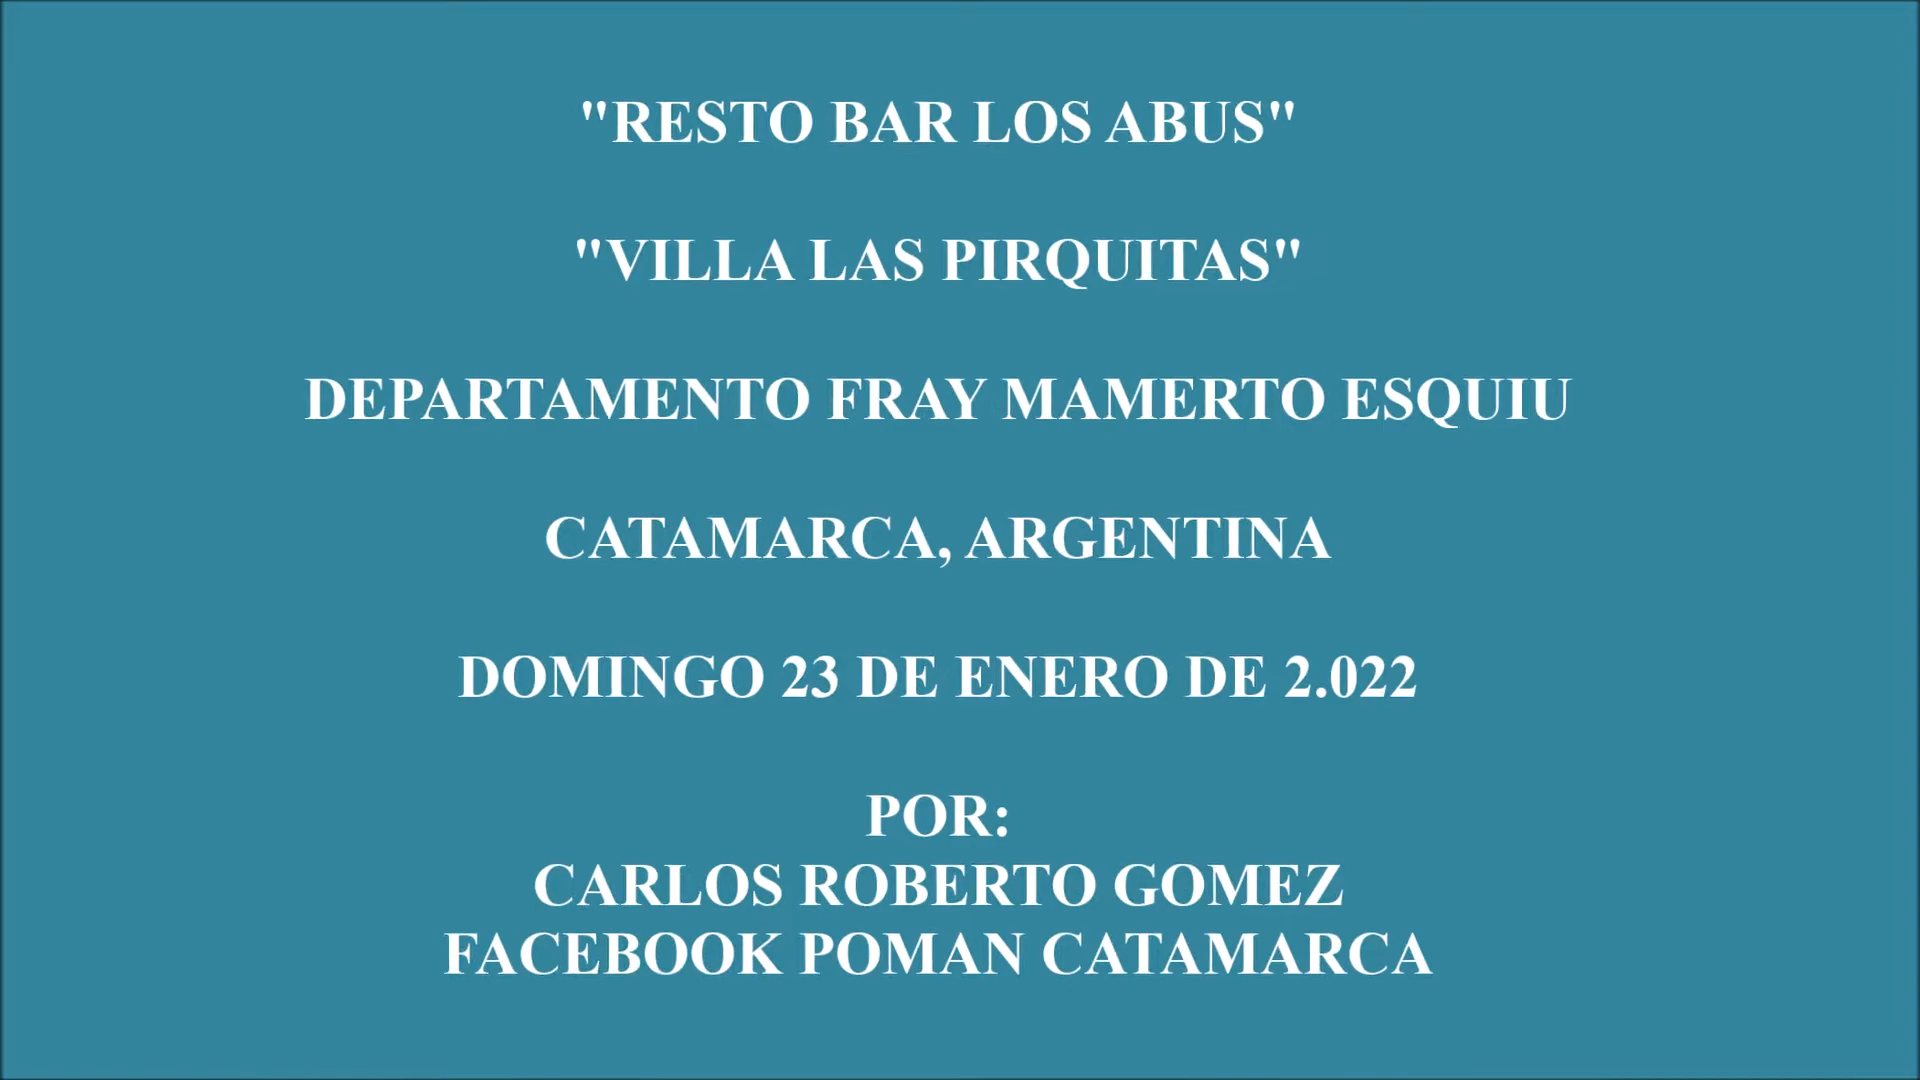 "RESTO BAR LOS ABUS"
"VILLA LAS PIRQUITAS"
DEPARTAMENTO FRAY MAMERTO ESQUIU
CATAMARCA, ARGENTINA
DOMINGO 23 DE ENERO DE 2.022
POR:
CARLOS ROBERTO GOMEZ
FACEBOOK POMAN CATAMARCA